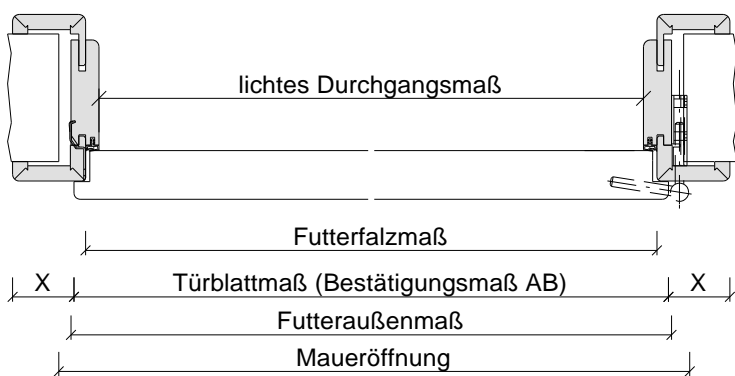 lichtes Durchgangsmaß
Futterfalzmaß
X Türblattmaß (Bestätigungsmaß AB) X
Futteraußenmaß
Maueröffnung